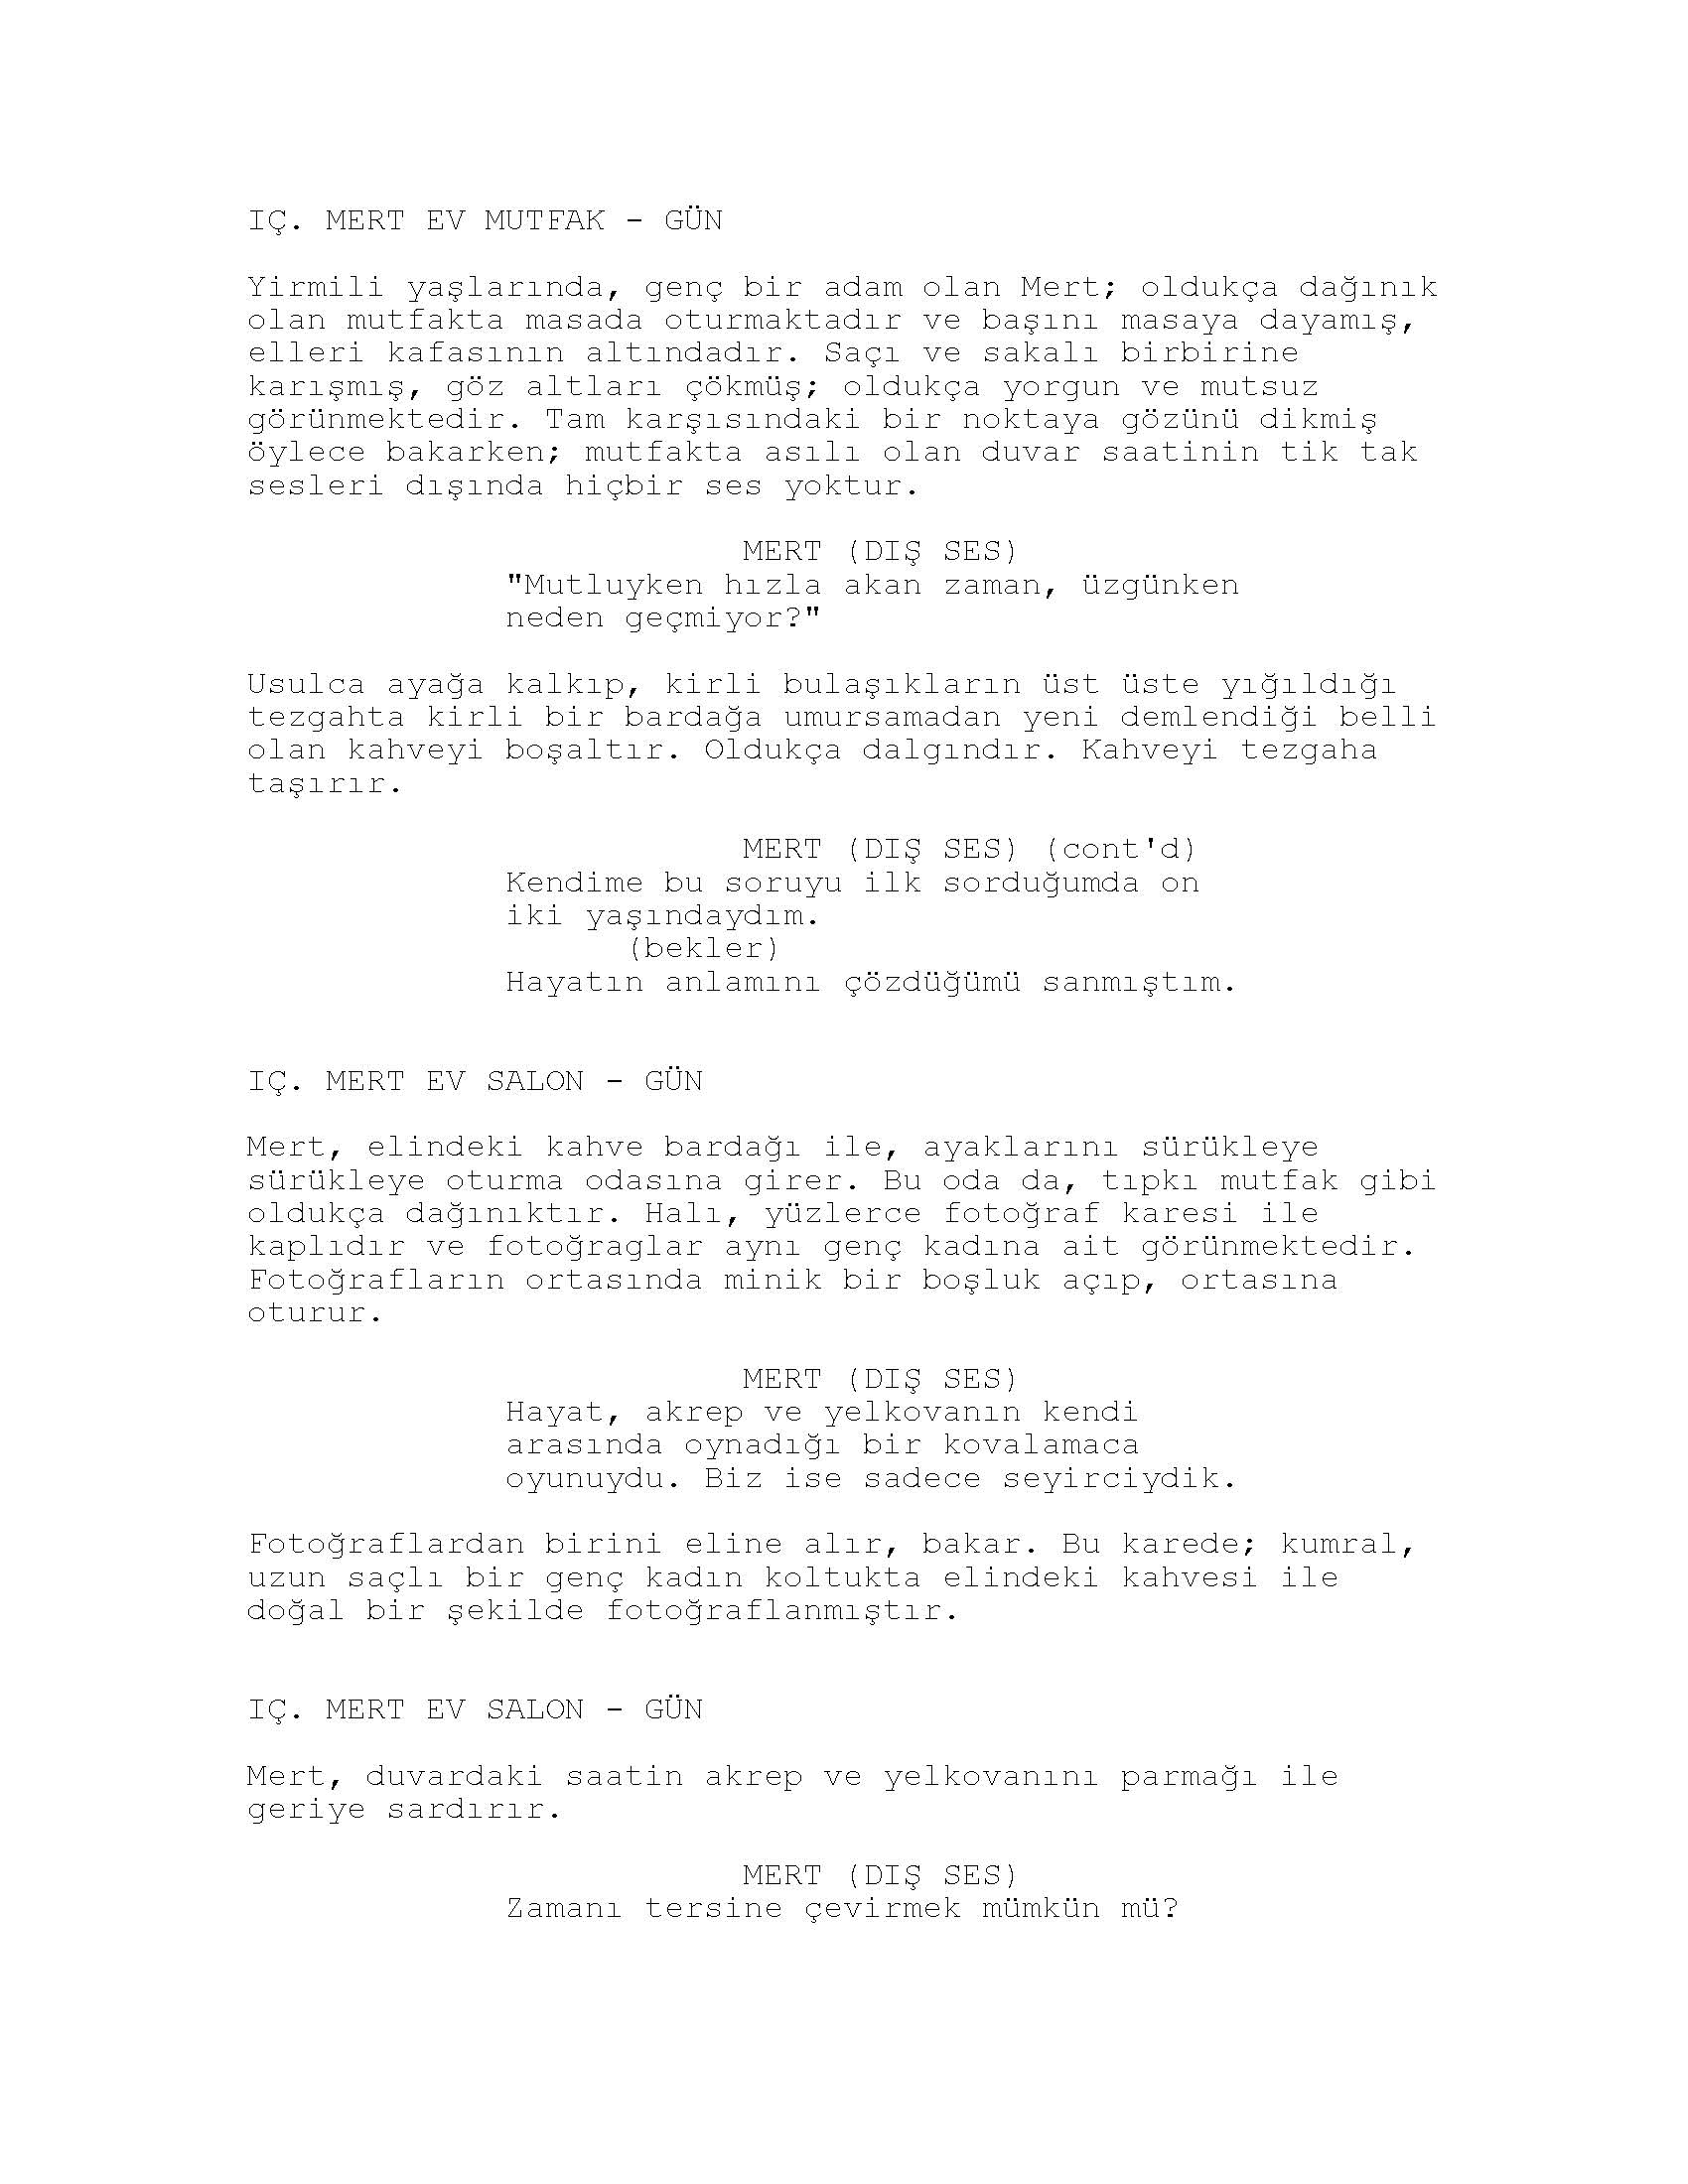 IÇ. MERT EV MUTFAK - GÜN
Yirmili yaşlarında, genç bir adam olan Mert; oldukça dağınık
olan mutfakta masada oturmaktadır ve başını masaya dayamış,
elleri kafasının altındadır. Saçı ve sakalı birbirine
karışmış, göz altları çökmüş; oldukça yorgun ve mutsuz
görünmektedir. Tam karşısındaki bir noktaya gözünü dikmiş
öylece bakarken; mutfakta asılı olan duvar saatinin tik tak
sesleri dışında hiçbir ses yoktur.
MERT (DIŞ SES)
"Mutluyken hızla akan zaman, üzgünken
neden geçmiyor?"
Usulca ayağa kalkıp, kirli bulaşıkların üst üste yığıldığı
tezgahta kirli bir bardağa umursamadan yeni demlendiği belli
olan kahveyi boşaltır. Oldukça dalgındır. Kahveyi tezgaha
taşırır.
MERT (DIŞ SES) (cont'd)
Kendime bu soruyu ilk sorduğumda on
iki yaşındaydım.
(bekler)
Hayatın anlamını çözdüğümü sanmıştım.
IÇ. MERT EV SALON - GÜN
Mert, elindeki kahve bardağı ile, ayaklarını sürükleye
sürükleye oturma odasına girer. Bu oda da, tıpkı mutfak gibi
oldukça dağınıktır. Halı, yüzlerce fotoğraf karesi ile
kaplıdır ve fotoğraglar aynı genç kadına ait görünmektedir.
Fotoğrafların ortasında minik bir boşluk açıp, ortasına
oturur.
MERT (DIŞ SES)
Hayat, akrep ve yelkovanın kendi
arasında oynadığı bir kovalamaca
oyunuydu. Biz ise sadece seyirciydik.
Fotoğraflardan birini eline alır, bakar. Bu karede; kumral,
uzun saçlı bir genç kadın koltukta elindeki kahvesi ile
doğal bir şekilde fotoğraflanmıştır.
IÇ. MERT EV SALON - GÜN
Mert, duvardaki saatin akrep ve yelkovanını parmağı ile
geriye sardırır.
MERT (DIŞ SES)
Zamanı tersine çevirmek mümkün mü?